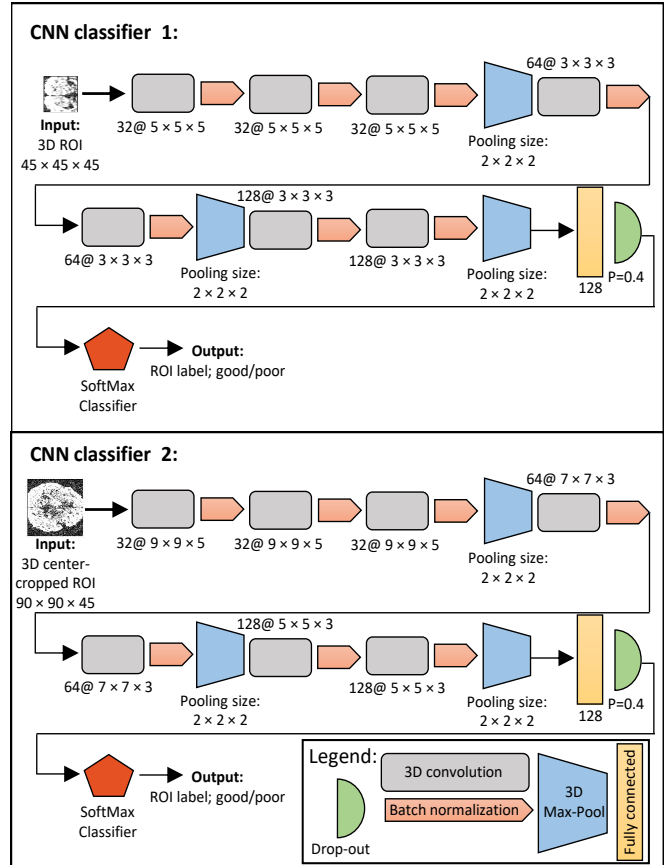 CNN classifier 1:
64@ 3 × 3 × 3
32@ 5 × 5 × 5
32@ 5 × 5 × 5
32@ 5 × 5 × 5
Input:
3D ROI
45 × 45 × 45
Pooling size:
2 × 2 × 2
128@ 3 × 3 × 3
64@ 3 × 3 × 3
Pooling size:
2 × 2 × 2
128@ 3 × 3 × 3
Pooling size:
2 × 2 × 2
128
P=0.4
SoftMax
Classifier
Output:
ROI label; good/poor
CNN classifier 2:
64@ 7 × 7 × 3
32@ 9 × 9 × 5
32@ 9 × 9 × 5
32@ 9 × 9 × 5
Input:
3D center-
cropped ROI
90 × 90 × 45
Pooling size:
2 × 2 × 2
128@ 5 × 5 × 3
64@ 7 × 7 × 3
Pooling size:
2 × 2 × 2
128@ 5 × 5 × 3
Pooling size:
2 × 2 × 2
128
P=0.4
SoftMax
Classifier
Output:
ROI label; good/poor
Legend:
3D convolution
Batch normalization
Drop-out
3D
Max-Pool
Fully connected